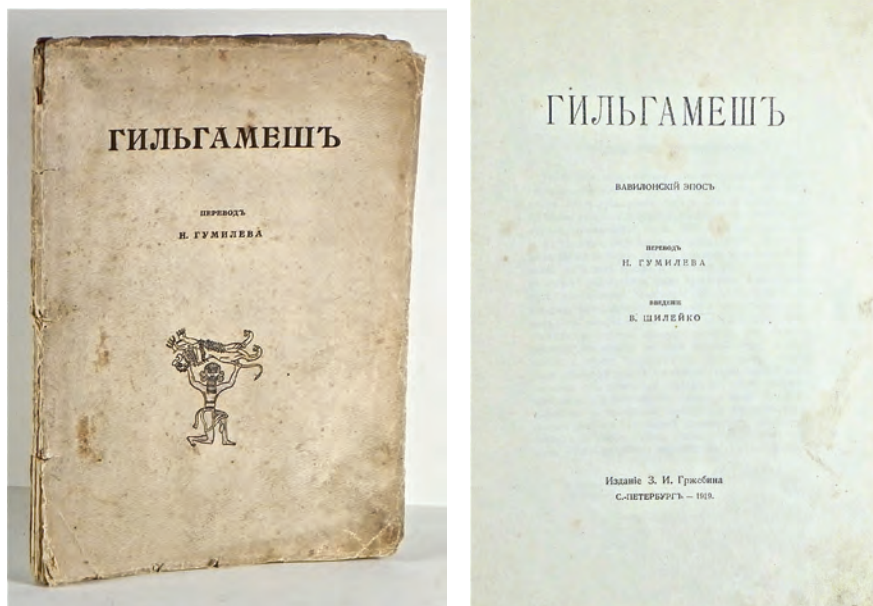 ГИЛЬГАМЕШЪ
ПЕРЕВОДЪ
Н. ГУМИЛЕВА
ГИЛЬГАМЕШЪ
ВАВИЛОНСКІЙ ЭПОСЪ
ПЕРЕВОДЪ
Н. ГУМИЛЕВА
ВВЕДЕНІЕ
В. ШИЛЕЙКО
Изданіе З. И. Гржебина
С.-ПЕТЕРБУРГЪ — 1919.